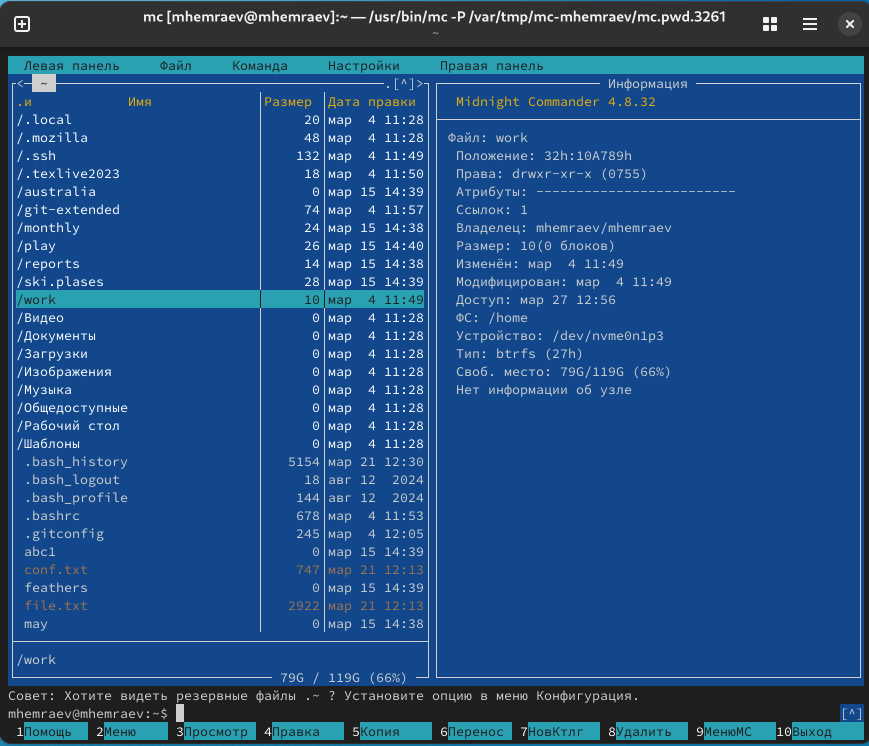 mc [mhemraev@mhemraev]:~ — /usr/bin/mc -P /var/tmp/mc-mhemraev/mc.pwd.3261
~
Левая панель Файл Команда Настройки Правая панель
<─ ~ .[^]>
.и Имя Размер Дата правки
/.local 20 мар 4 11:28
/.mozilla 48 мар 4 11:28
/.ssh 132 мар 4 11:49
/.texlive2023 18 мар 4 11:50
/australia 0 мар 15 14:39
/git-extended 74 мар 4 11:57
/monthly 24 мар 15 14:38
/play 26 мар 15 14:40
/reports 14 мар 15 14:38
/ski.plases 28 мар 15 14:39
/work 10 мар 4 11:49
/Видео 0 мар 4 11:28
/Документы 0 мар 4 11:28
/Загрузки 0 мар 4 11:28
/Изображения 0 мар 4 11:28
/Музыка 0 мар 4 11:28
/Общедоступные 0 мар 4 11:28
/Рабочий стол 0 мар 4 11:28
/Шаблоны 0 мар 4 11:28
.bash_history 5154 мар 21 12:30
.bash_logout 18 авг 12 2024
.bash_profile 144 авг 12 2024
.bashrc 678 мар 4 11:53
.gitconfig 245 мар 4 12:05
abc1 0 мар 15 14:39
conf.txt 747 мар 21 12:13
feathers 0 мар 15 14:39
file.txt 2922 мар 21 12:13
may 0 мар 15 14:38
/work
79G / 119G (66%)
Информация
Midnight Commander 4.8.32
Файл: work
Положение: 32h:10A789h
Права: drwxr-xr-x (0755)
Атрибуты: -------------------------
Ссылок: 1
Владелец: mhemraev/mhemraev
Размер: 10(0 блоков)
Изменён: мар 4 11:49
Модифицирован: мар 4 11:49
Доступ: мар 27 12:56
ФС: /home
Устройство: /dev/nvme0n1p3
Тип: btrfs (27h)
Своб. место: 79G/119G (66%)
Нет информации об узле
Совет: Хотите видеть резервные файлы .~ ? Установите опцию в меню Конфигурация.
mhemraev@mhemraev:~$ [^]
1Помощь 2Меню 3Просмотр 4Правка 5Копия 6Перенос 7НовКтлг 8Удалить 9МенюМС 10Выход